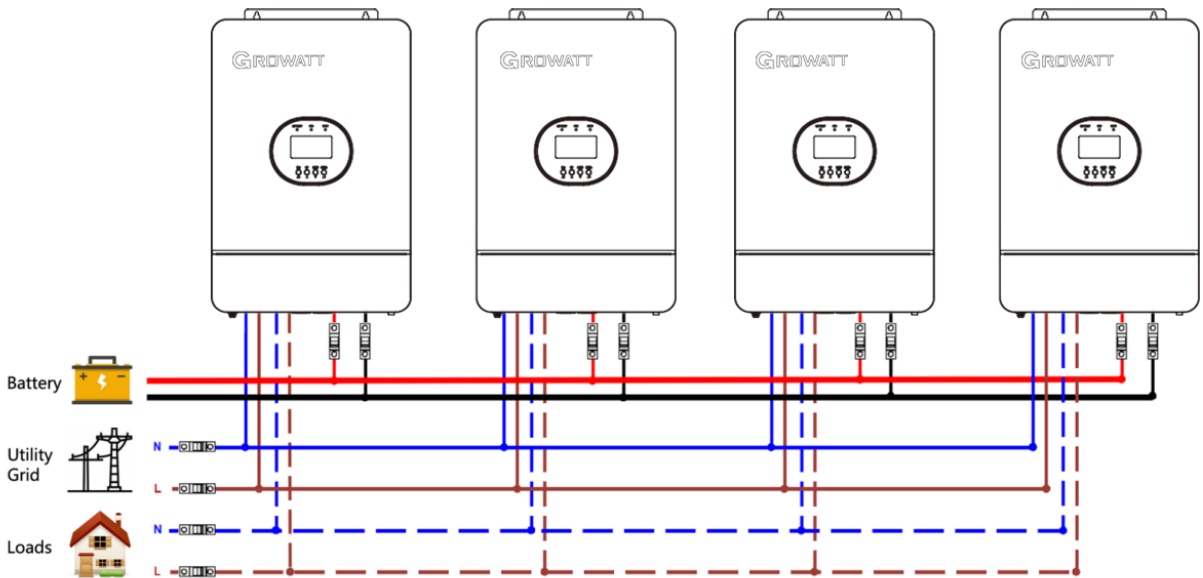 GROWATT GROWATT GROWATT GROWATT
Battery
+ −
Utility
Grid
N
L
Loads
N
L